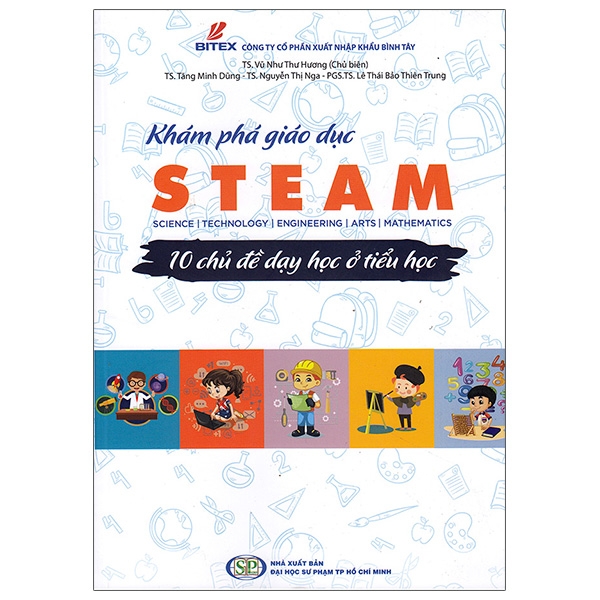 BITEX CÔNG TY CỔ PHẦN XUẤT NHẬP KHẨU BÌNH TÂY
TS. Vũ Như Thư Hương (Chủ biên)
TS. Tăng Minh Dũng - TS. Nguyễn Thị Nga - PGS.TS. Lê Thái Bảo Thiên Trung
Khám phá giáo dục
STEAM
SCIENCE | TECHNOLOGY | ENGINEERING | ARTS | MATHEMATICS
10 chủ đề dạy học ở tiểu học
SP
NHÀ XUẤT BẢN
ĐẠI HỌC SƯ PHẠM TP HỒ CHÍ MINH